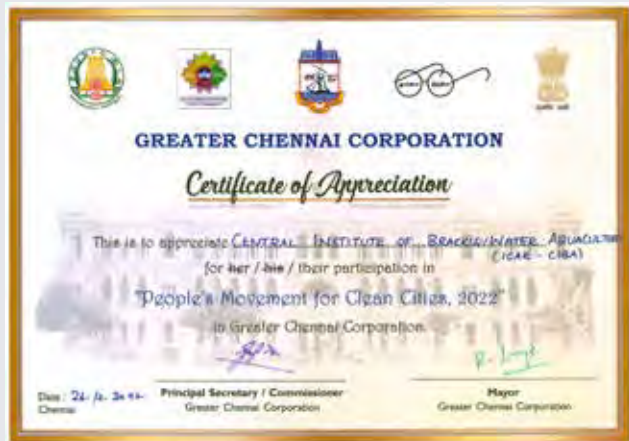 GREATER CHENNAI CORPORATION
Certificate of Appreciation
This is to appreciate CENTRAL INSTITUTE OF BRACKISHWATER AQUACULTURE
(ICAR - CIBA)
for her / his / their participation in
"People's Movement for Clean Cities, 2022"
in Greater Chennai Corporation.
Date :
Chennai
Principal Secretary / Commissioner
Greater Chennai Corporation
Mayor
Greater Chennai Corporation